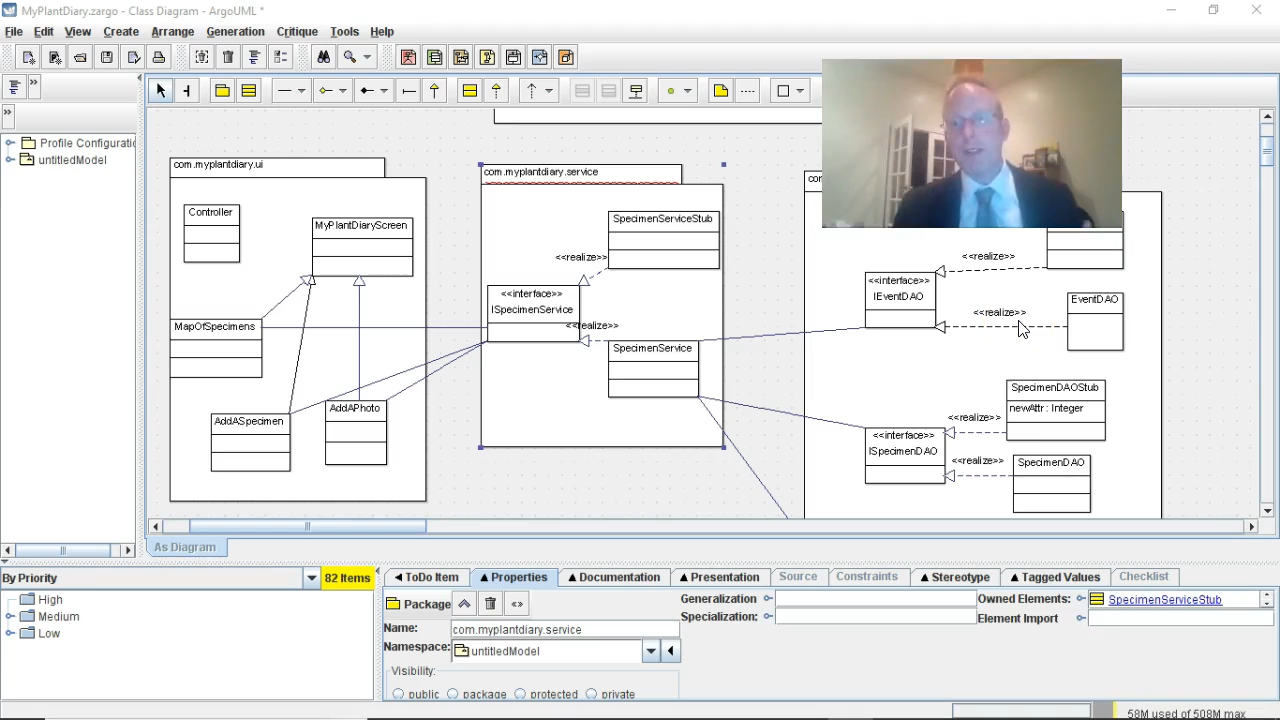 MyPlantDiary.zargo - Class Diagram - ArgoUML *
File Edit View Create Arrange Generation Critique Tools Help
Profile Configurati
untitledModel
com.myplantdiary.ui
Controller
MyPlantDiaryScreen
MapOfSpecimens
AddASpecimen
AddAPhoto
com.myplantdiary.service
SpecimenServiceStub
<<realize>>
<<interface>>
ISpecimenService
<<realize>>
SpecimenService
co
<<realize>>
<<interface>>
IEventDAO
<<realize>>
EventDAO
SpecimenDAOStub
newAttr : Integer
<<realize>>
<<interface>>
ISpecimenDAO
<<realize>>
SpecimenDAO
As Diagram
By Priority
82 Items
High
Medium
Low
ToDo Item Properties Documentation Presentation Source Constraints Stereotype Tagged Values Checklist
Package
Name: com.myplantdiary.service
Namespace: untitledModel
Visibility:
public package protected private
Generalization
Specialization:
Owned Elements: SpecimenServiceStub
Element Import
58M used of 508M max